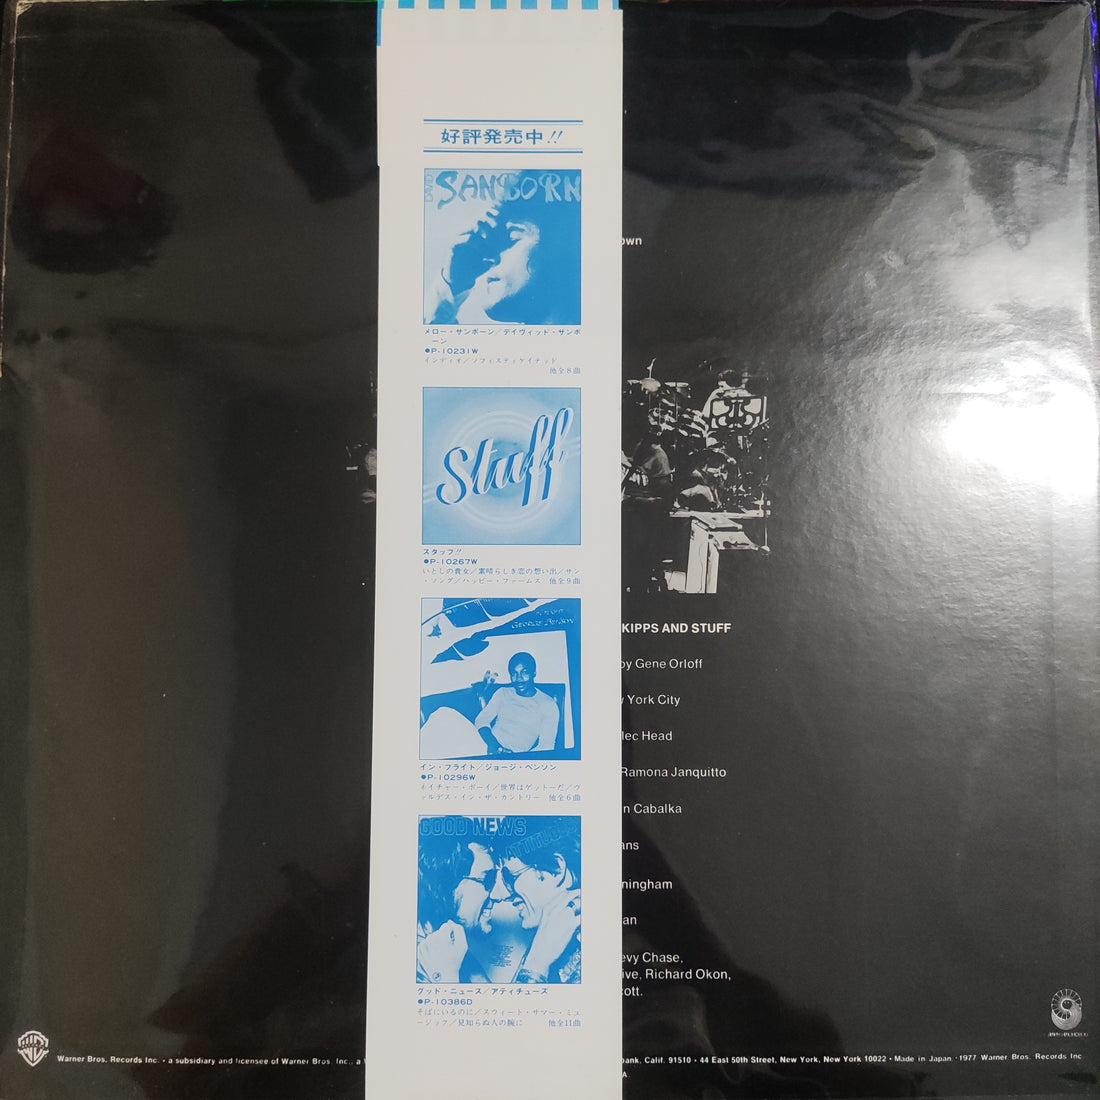 好評発売中!!
DAVID
SANBORN
メロー・サンボーン／デイヴィッド・サンボ
ーン
●P-10231W
インディオ／ソフィスティケイテッド
他全8曲
Stuff
スタッフ!!
●P-10267W
いとしの貴女／素晴らしき恋の想い出／サン
・ソング／ハッピー・ファームス 他全9曲
GEORGE BENSON
イン・フライト／ジョージ・ベンソン
●P-10296W
ネイチャー・ボーイ／世界はゲットーだ／ヴ
ァルデス・イン・ザ・カントリー 他全6曲
GOOD NEWS
ATTITUDES
グッド・ニュース／アティチューズ
●P-10386D
そばにいるのに／スウィート・サマー・ミュ
ージック／見知らぬ人の腕に 他全11曲
own
KIPPS AND STUFF
by Gene Orloff
York City
lec Head
Ramona Janquitto
n Cabalka
ans
ningham
an
evy Chase,
ive, Richard Okon,
cott.
Warner Bros. Records Inc. • a subsidiary and licensee of Warner Bros. Inc., a
bank, Calif. 91510 • 44 East 50th Street, New York, New York 10022 • Made in Japan. • 1977 Warner Bros. Records Inc.
A.